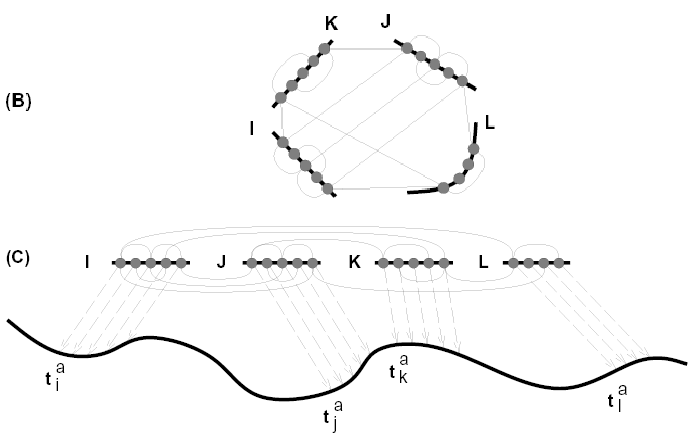 K J
(B)
I L
(C) I J K L
t_i^a t_j^a t_k^a t_l^a